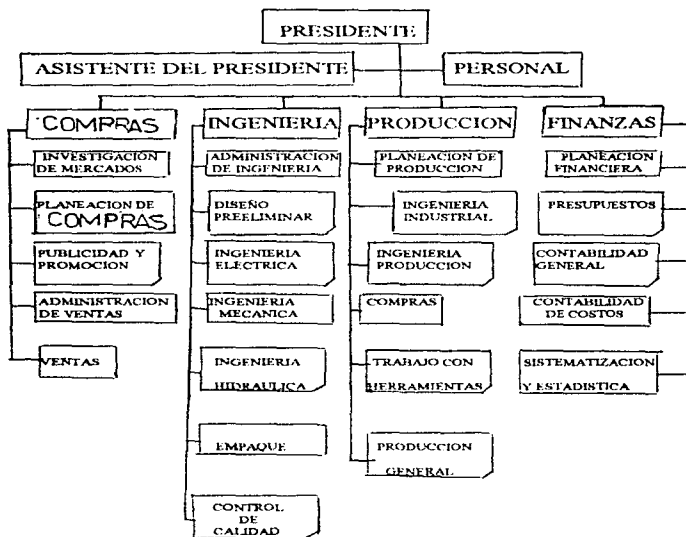 PRESIDENTE
ASISTENTE DEL PRESIDENTE
PERSONAL
COMPRAS
INVESTIGACION
DE MERCADOS
PLANEACION DE
COMPRAS
PUBLICIDAD Y
PROMOCION
ADMINISTRACION
DE VENTAS
VENTAS
INGENIERIA
ADMINISTRACION
DE INGENIERIA
DISEÑO
PREELIMINAR
INGENIERIA
ELECTRICA
INGENIERIA
MECANICA
INGENIERIA
HIDRAULICA
EMPAQUE
CONTROL
DE
CALIDAD
PRODUCCION
PLANEACION DE
PRODUCCION
INGENIERIA
INDUSTRIAL
INGENIERIA
PRODUCCION
COMPRAS
TRABAJO CON
HERRAMIENTAS
PRODUCCION
GENERAL
FINANZAS
PLANEACION
FINANCIERA
PRESUPUESTOS
CONTABILIDAD
GENERAL
CONTABILIDAD
DE COSTOS
SISTEMATIZACION
Y ESTADISTICA